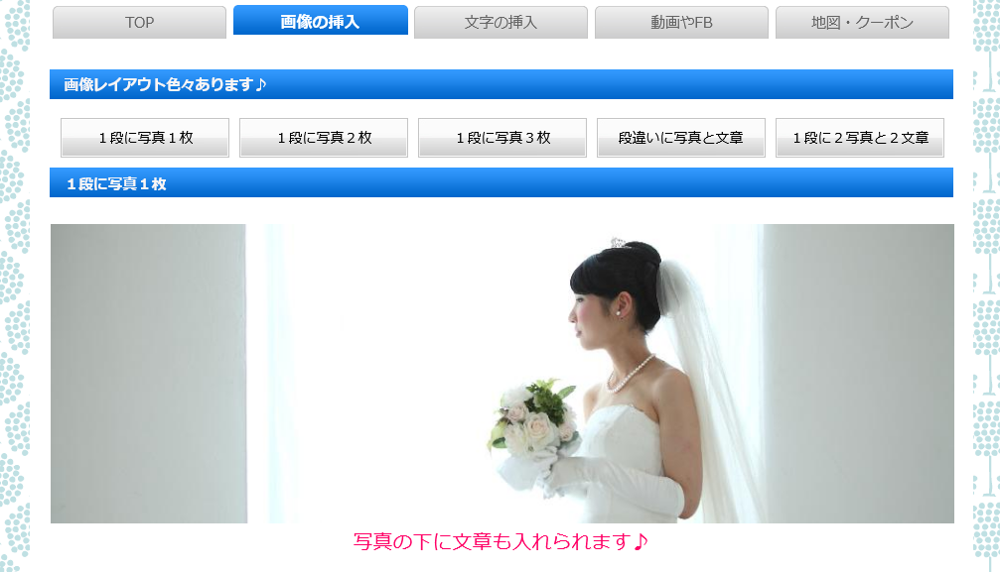 TOP
画像の挿入
文字の挿入
動画やFB
地図・クーポン
画像レイアウト色々あります♪
１段に写真１枚
１段に写真２枚
１段に写真３枚
段違いに写真と文章
１段に２写真と２文章
１段に写真１枚
写真の下に文章も入れられます♪